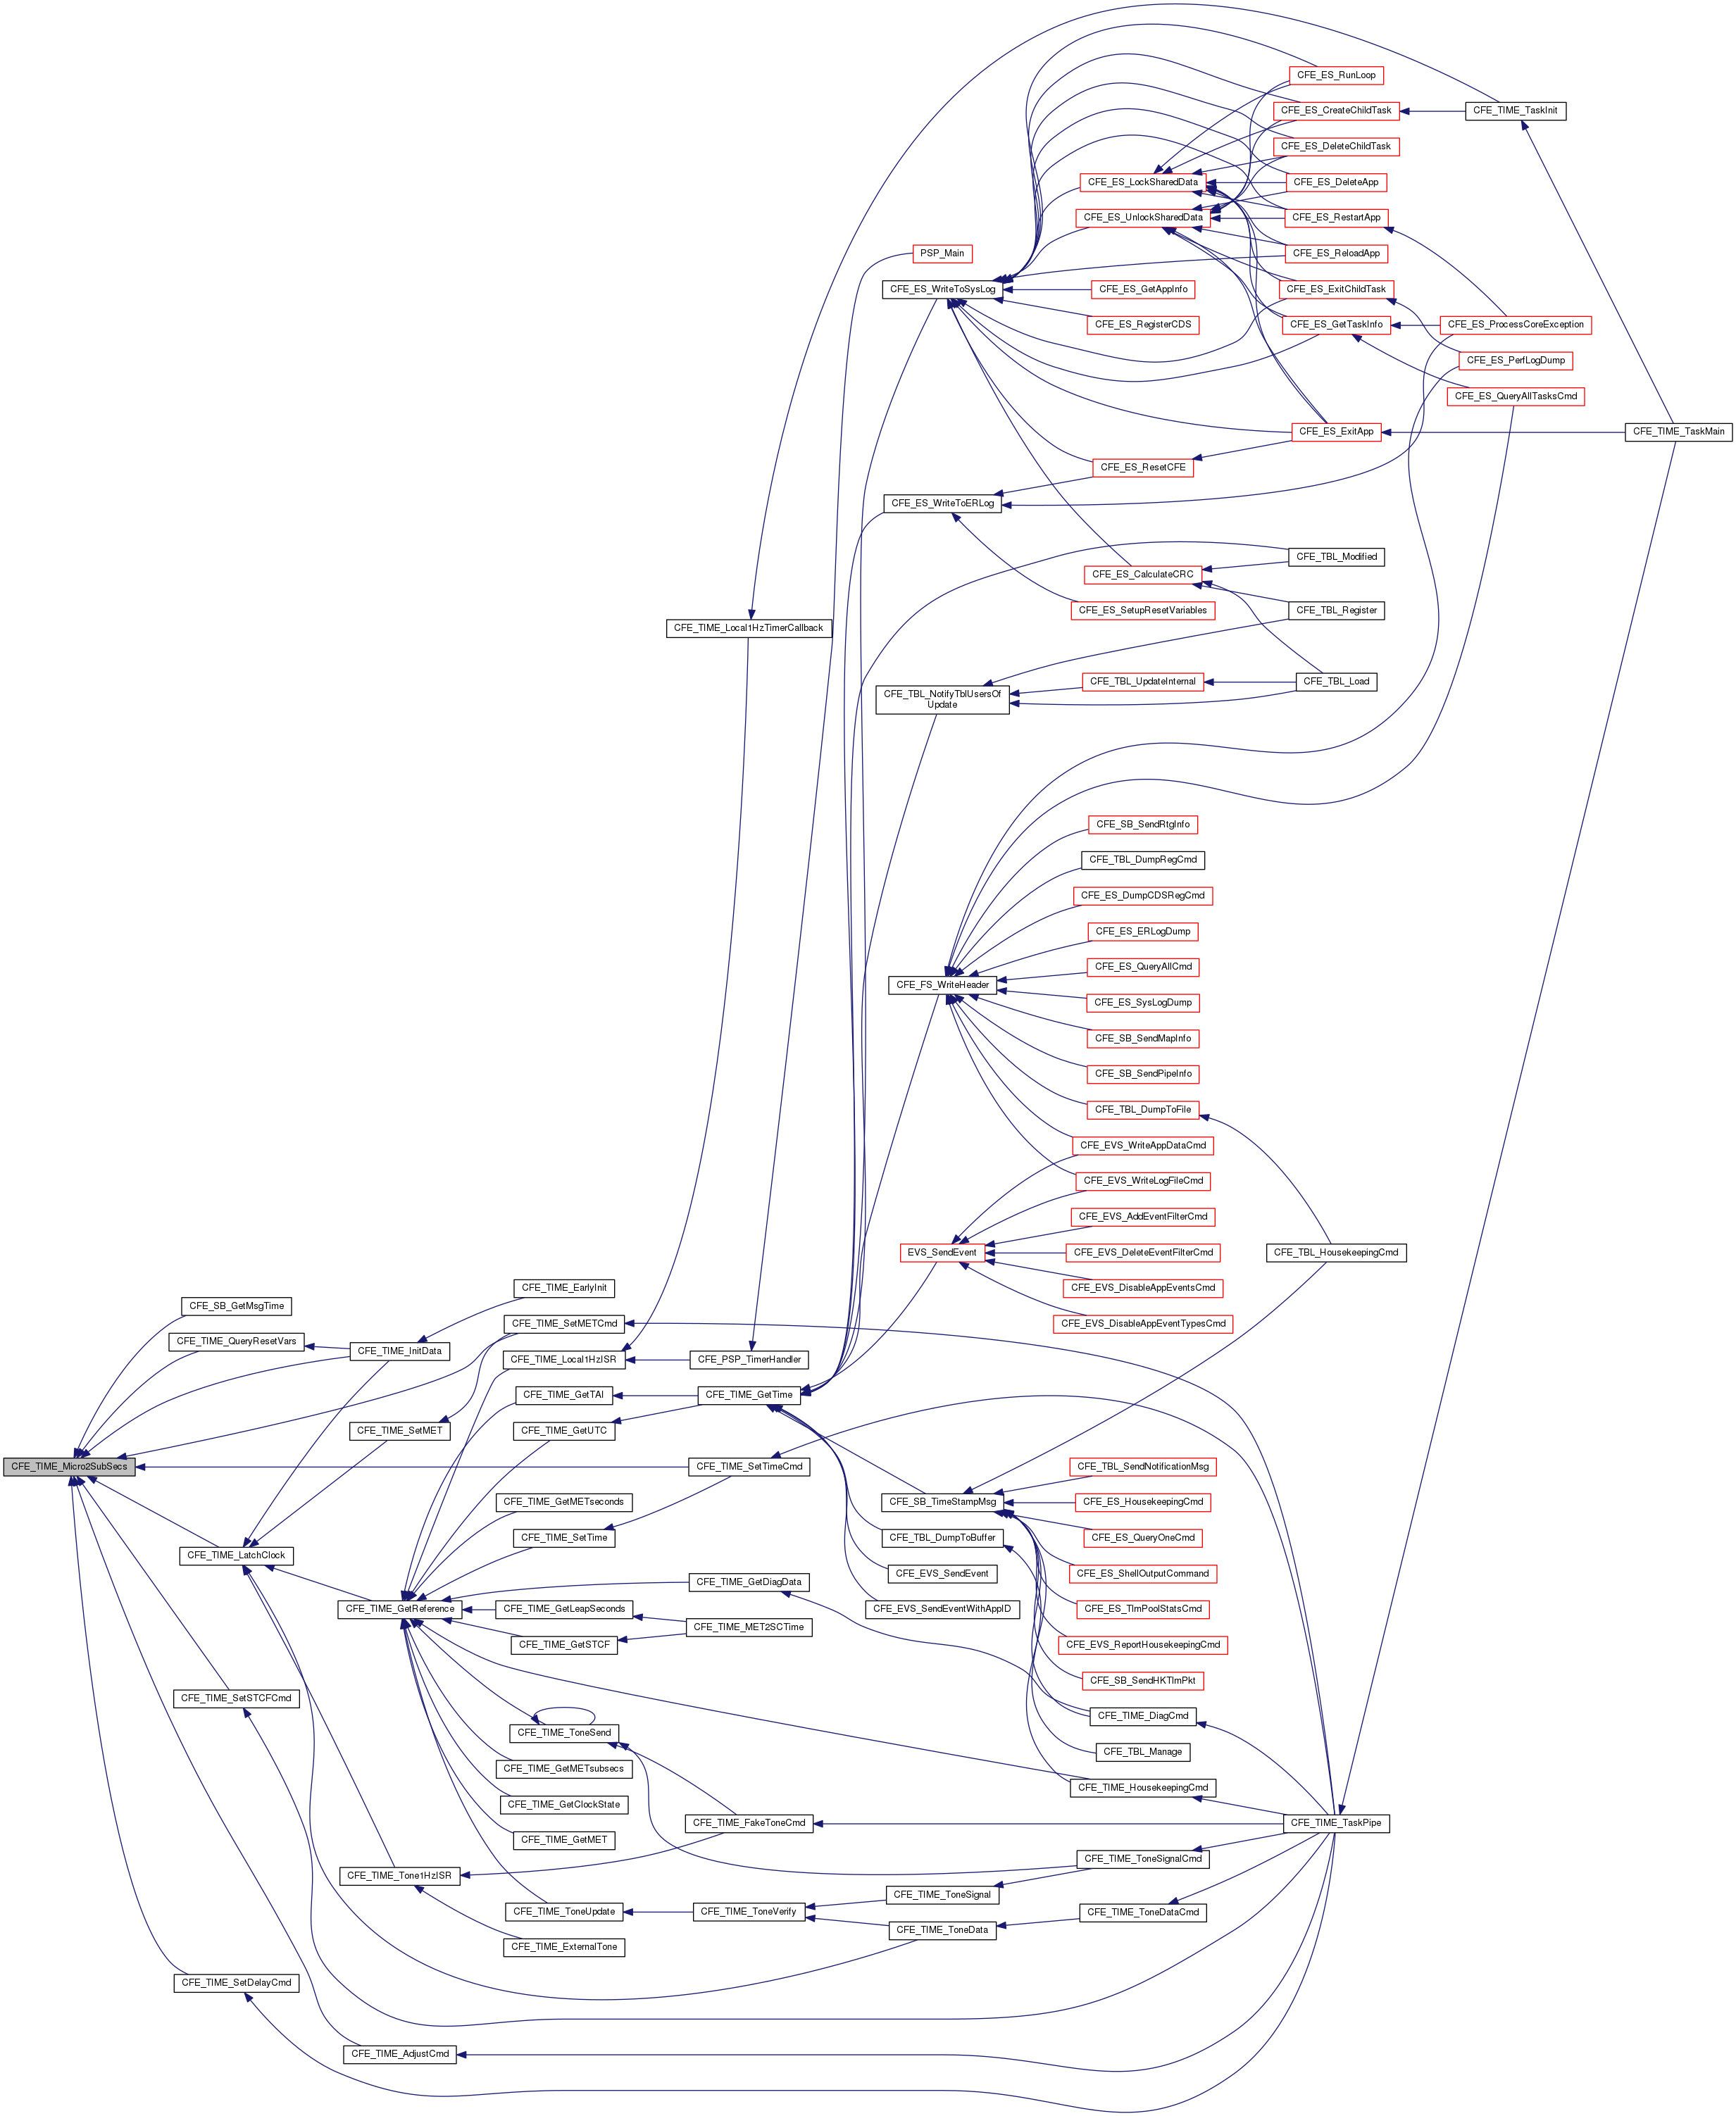 CFE_TIME_Micro2SubSecs
CFE_SB_GetMsgTime
CFE_TIME_QueryResetVars
CFE_TIME_LatchClock
CFE_TIME_SetSTCFCmd
CFE_TIME_SetDelayCmd
CFE_TIME_InitData
CFE_TIME_SetMET
CFE_TIME_GetReference
CFE_TIME_Tone1HzISR
CFE_TIME_AdjustCmd
CFE_TIME_EarlyInit
CFE_TIME_SetMETCmd
CFE_TIME_Local1HzISR
CFE_TIME_GetTAI
CFE_TIME_GetUTC
CFE_TIME_GetMETseconds
CFE_TIME_SetTime
CFE_TIME_GetLeapSeconds
CFE_TIME_GetSTCF
CFE_TIME_ToneSend
CFE_TIME_GetMETsubsecs
CFE_TIME_GetClockState
CFE_TIME_GetMET
CFE_TIME_ToneUpdate
CFE_TIME_ExternalTone
CFE_TIME_Local1HzTimerCallback
CFE_PSP_TimerHandler
CFE_TIME_GetTime
CFE_TIME_SetTimeCmd
CFE_TIME_GetDiagData
CFE_TIME_MET2SCTime
CFE_TIME_FakeToneCmd
CFE_TIME_ToneVerify
PSP_Main
CFE_ES_WriteToSysLog
CFE_ES_WriteToERLog
CFE_TBL_NotifyTblUsersOf
Update
CFE_FS_WriteHeader
EVS_SendEvent
CFE_SB_TimeStampMsg
CFE_TBL_DumpToBuffer
CFE_EVS_SendEvent
CFE_EVS_SendEventWithAppID
CFE_TIME_ToneSignal
CFE_TIME_ToneData
CFE_ES_LockSharedData
CFE_ES_UnlockSharedData
CFE_ES_GetAppInfo
CFE_ES_RegisterCDS
CFE_ES_ResetCFE
CFE_ES_CalculateCRC
CFE_ES_SetupResetVariables
CFE_TBL_UpdateInternal
CFE_SB_SendRtgInfo
CFE_TBL_DumpRegCmd
CFE_ES_DumpCDSRegCmd
CFE_ES_ERLogDump
CFE_ES_QueryAllCmd
CFE_ES_SysLogDump
CFE_SB_SendMapInfo
CFE_SB_SendPipeInfo
CFE_TBL_DumpToFile
CFE_EVS_WriteAppDataCmd
CFE_EVS_WriteLogFileCmd
CFE_EVS_AddEventFilterCmd
CFE_EVS_DeleteEventFilterCmd
CFE_EVS_DisableAppEventsCmd
CFE_EVS_DisableAppEventTypesCmd
CFE_TBL_SendNotificationMsg
CFE_ES_HousekeepingCmd
CFE_ES_QueryOneCmd
CFE_ES_ShellOutputCommand
CFE_ES_TlmPoolStatsCmd
CFE_EVS_ReportHousekeepingCmd
CFE_SB_SendHKTlmPkt
CFE_TIME_DiagCmd
CFE_TBL_Manage
CFE_TIME_HousekeepingCmd
CFE_TIME_ToneSignalCmd
CFE_TIME_ToneDataCmd
CFE_ES_RunLoop
CFE_ES_CreateChildTask
CFE_ES_DeleteChildTask
CFE_ES_DeleteApp
CFE_ES_RestartApp
CFE_ES_ReloadApp
CFE_ES_ExitChildTask
CFE_ES_GetTaskInfo
CFE_ES_ExitApp
CFE_TBL_Modified
CFE_TBL_Register
CFE_TBL_Load
CFE_TBL_HousekeepingCmd
CFE_TIME_TaskPipe
CFE_TIME_TaskInit
CFE_ES_ProcessCoreException
CFE_ES_PerfLogDump
CFE_ES_QueryAllTasksCmd
CFE_TIME_TaskMain